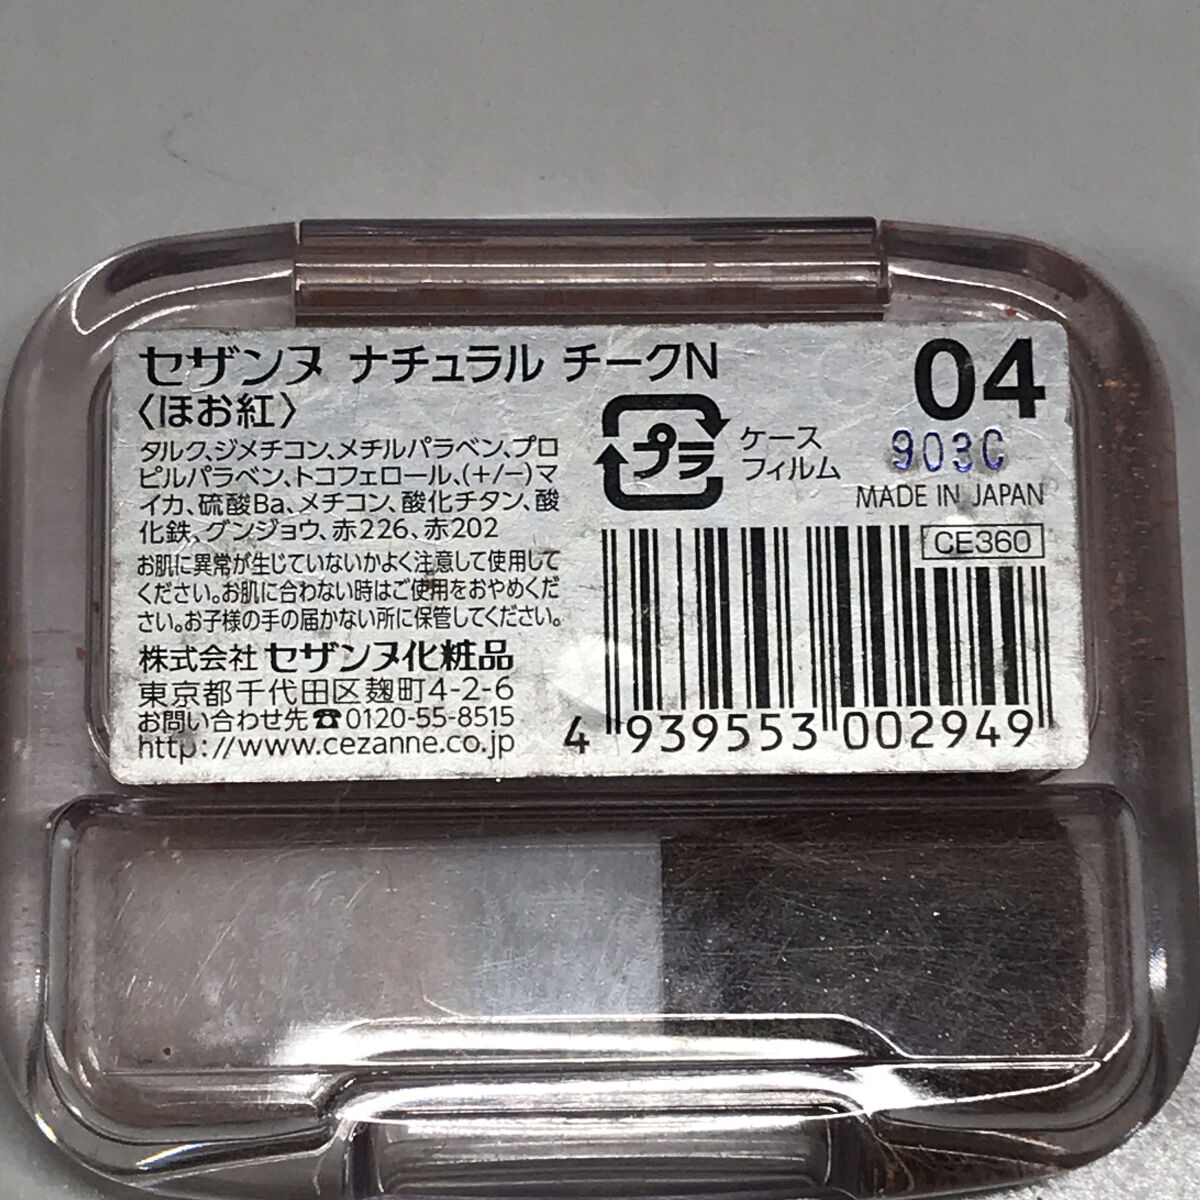 セザンヌ ナチュラル チークN
〈ほお紅〉
04
903C
MADE IN JAPAN
プラ
ケース
フィルム
タルク､ジメチコン､メチルパラベン､プロ
ピルパラベン､トコフェロール､(+/−)マ
イカ､硫酸Ba､メチコン､酸化チタン､酸
化鉄､グンジョウ､赤226､赤202
お肌に異常が生じていないかよく注意して使用して
ください｡お肌に合わない時はご使用をおやめくだ
さい｡お子様の手の届かない所に保管してください｡
株式会社 セザンヌ化粧品
東京都千代田区麹町4-2-6
お問い合わせ先☎0120-55-8515
http://www.cezanne.co.jp
CE360
4 939553 002949